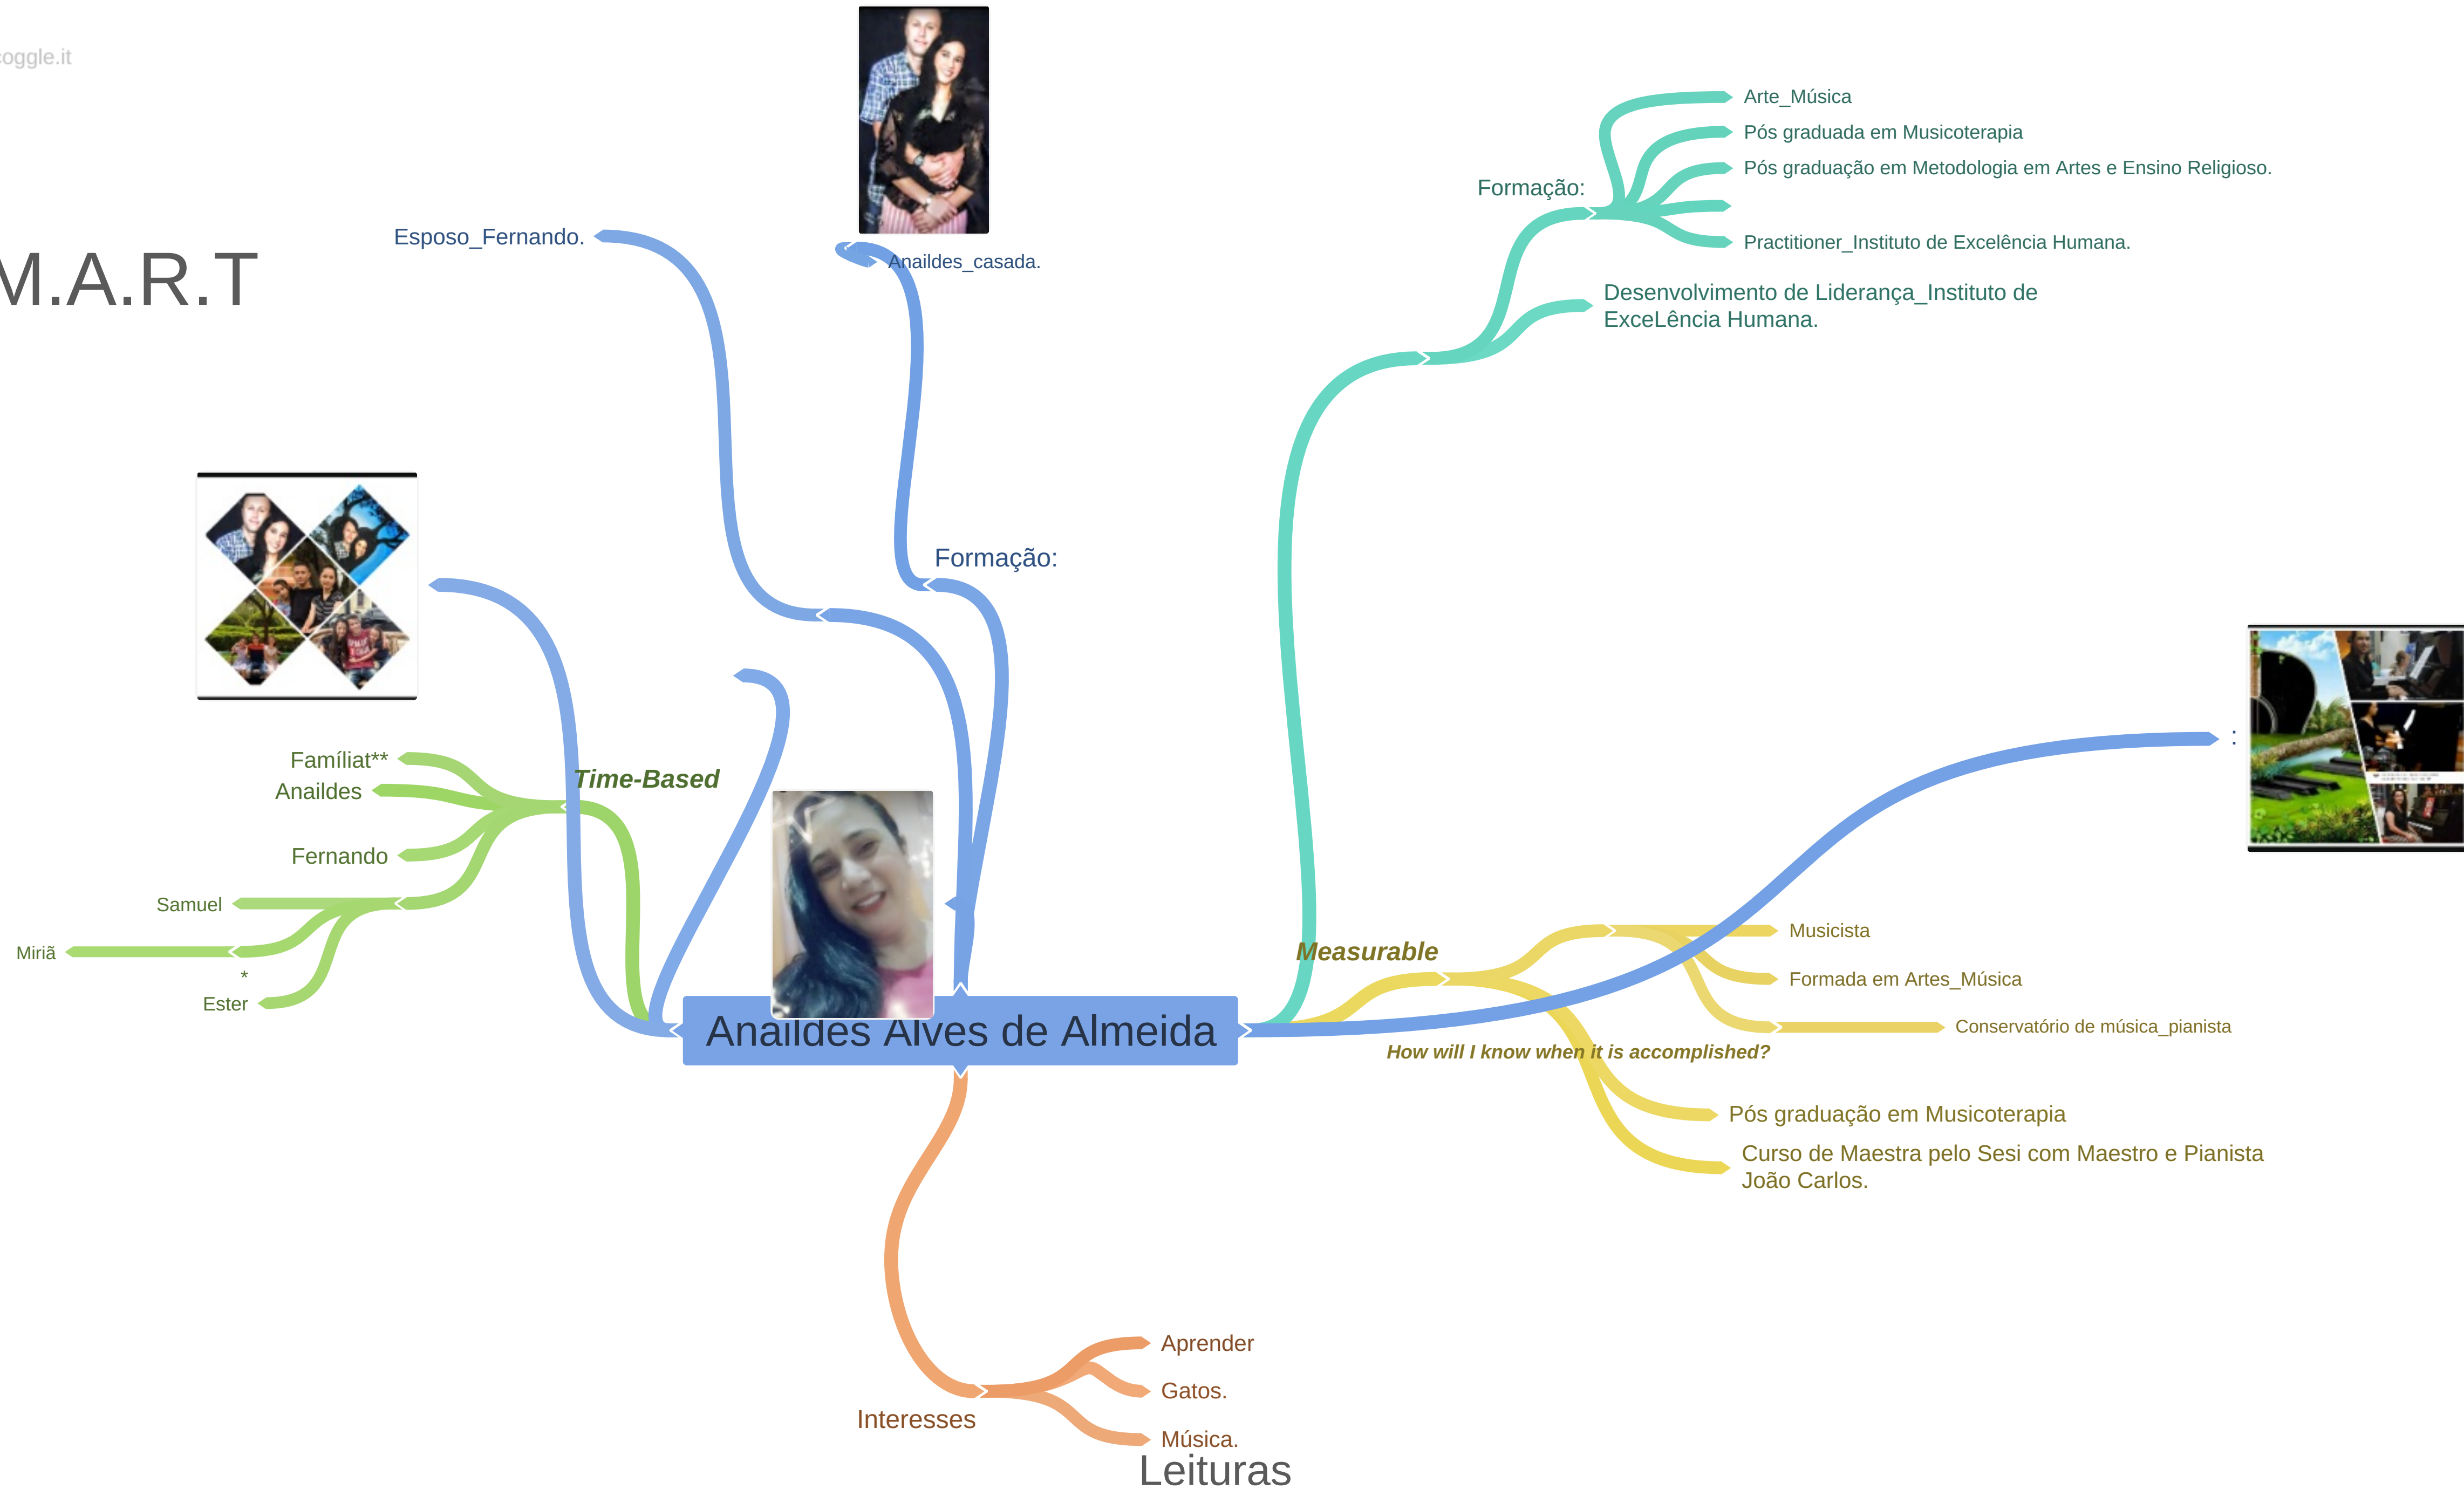 coggle.it
M.A.R.T
Esposo_Fernando.
Anaildes_casada.
Formação:
Arte_Música
Pós graduada em Musicoterapia
Pós graduação em Metodologia em Artes e Ensino Religioso.
Formação:
Practitioner_Instituto de Excelência Humana.
Desenvolvimento de Liderança_Instituto de
ExceLência Humana.
:
Time-Based
Famíliat**
Anaildes
Fernando
Samuel
Miriã
*
Ester
Anaildes Alves de Almeida
Measurable
Musicista
Formada em Artes_Música
Conservatório de música_pianista
How will I know when it is accomplished?
Pós graduação em Musicoterapia
Curso de Maestra pelo Sesi com Maestro e Pianista
João Carlos.
Interesses
Aprender
Gatos.
Música.
Leituras